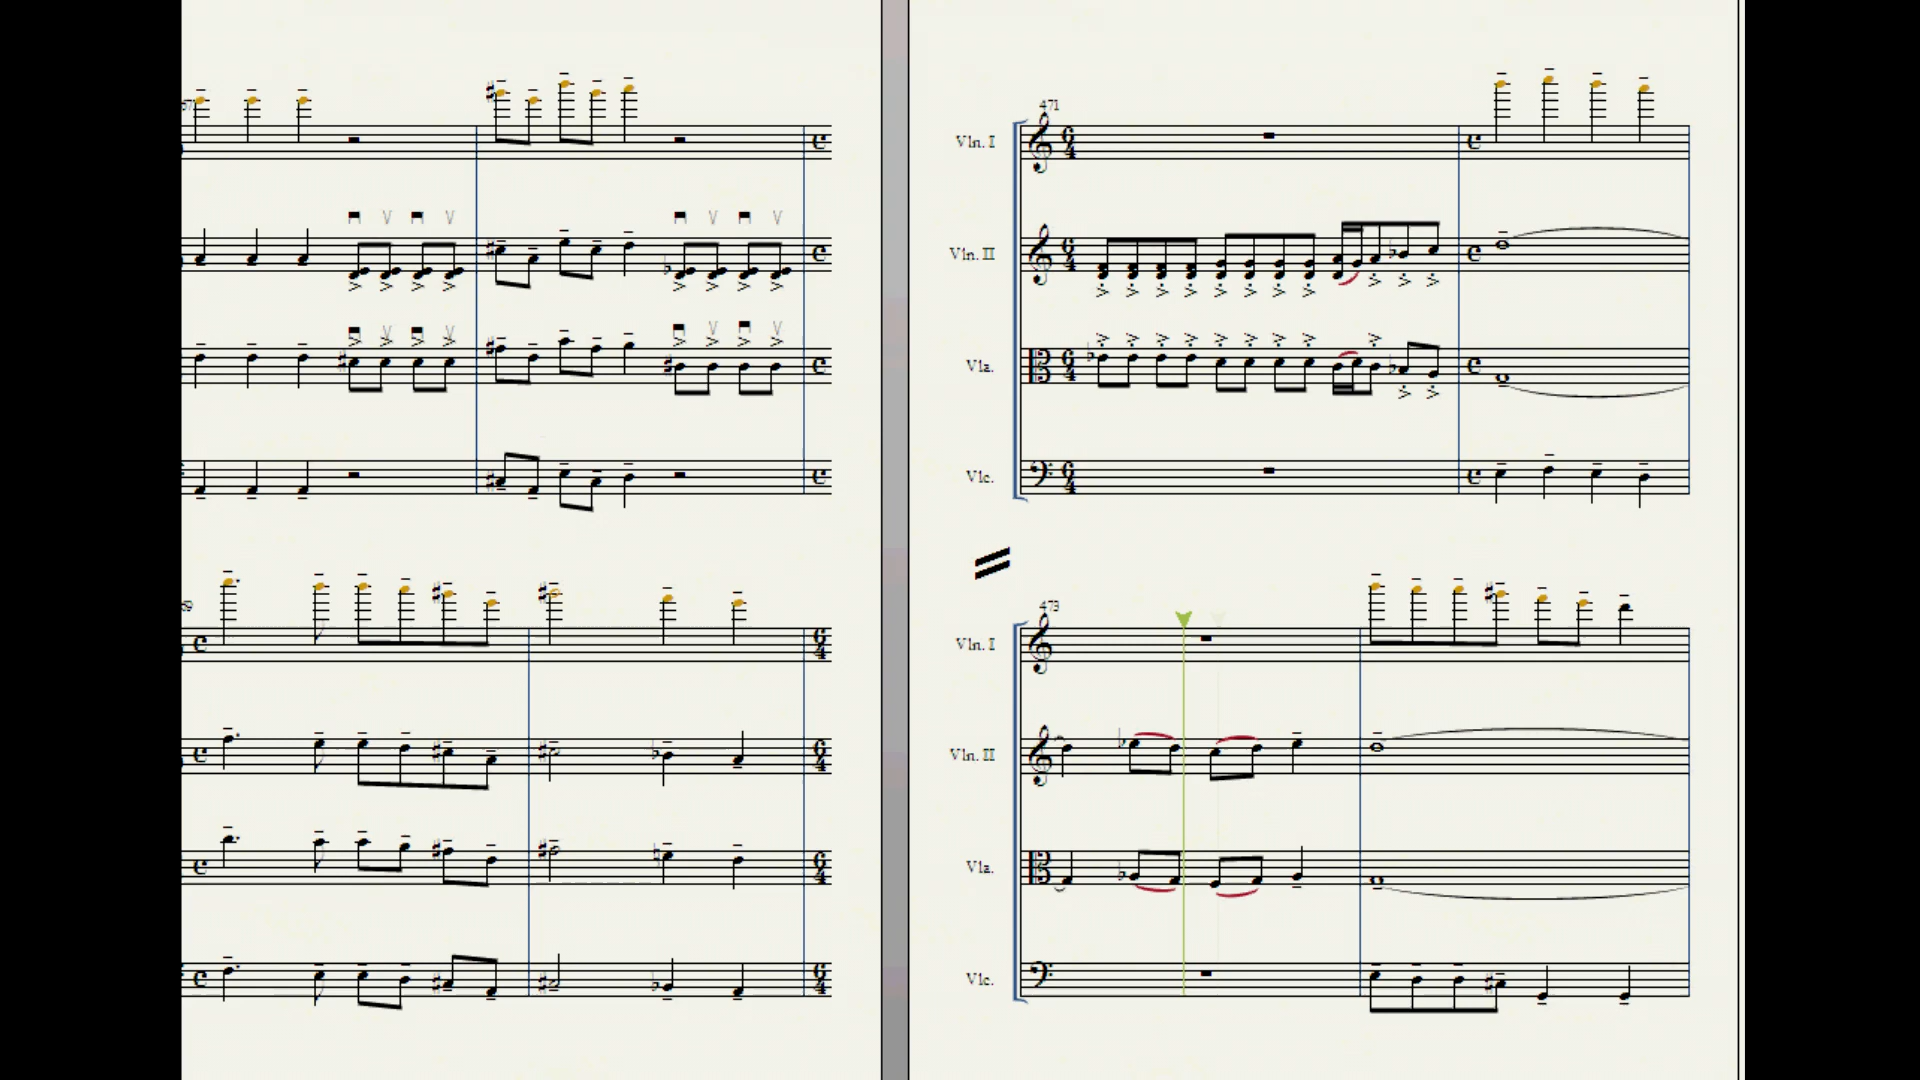 471
Vln. I
Vln. II
Vla.
Vlc.
473
Vln. I
Vln. II
Vla.
Vlc.